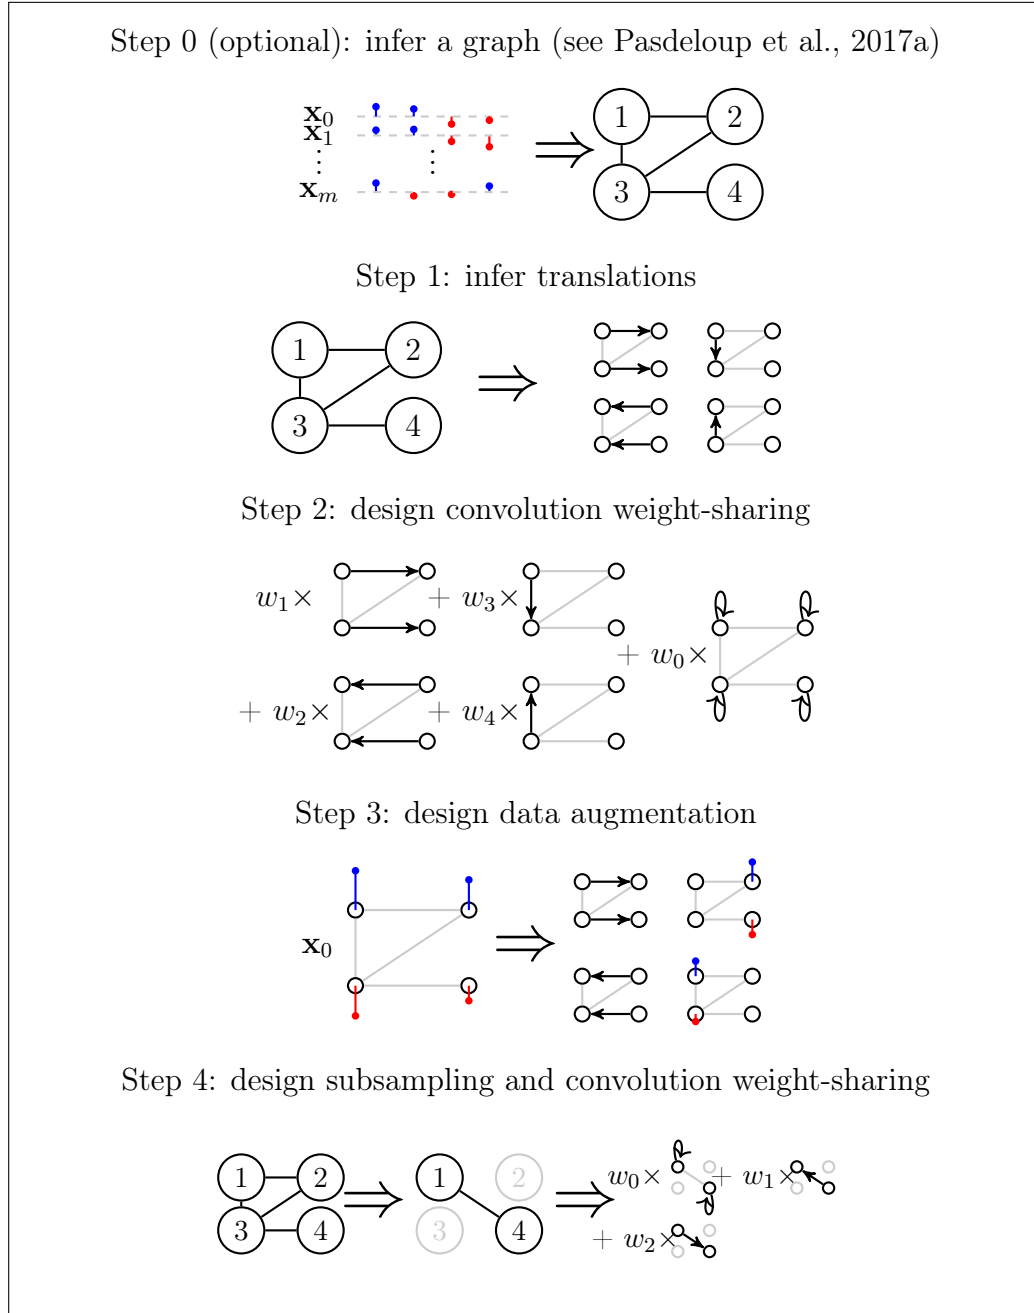 Step 0 (optional): infer a graph (see Pasdeloup et al., 2017a)
x₀
x₁
⋮ ⋮
xₘ
1 2
3 4
Step 1: infer translations
1 2
3 4
⇒
Step 2: design convolution weight-sharing
w₁× + w₃×
+ w₀×
+ w₂× + w₄×
Step 3: design data augmentation
x₀ ⇒
Step 4: design subsampling and convolution weight-sharing
1 2 ⇒ 1 2 ⇒ w₀× + w₁×
3 4 3 4 + w₂×